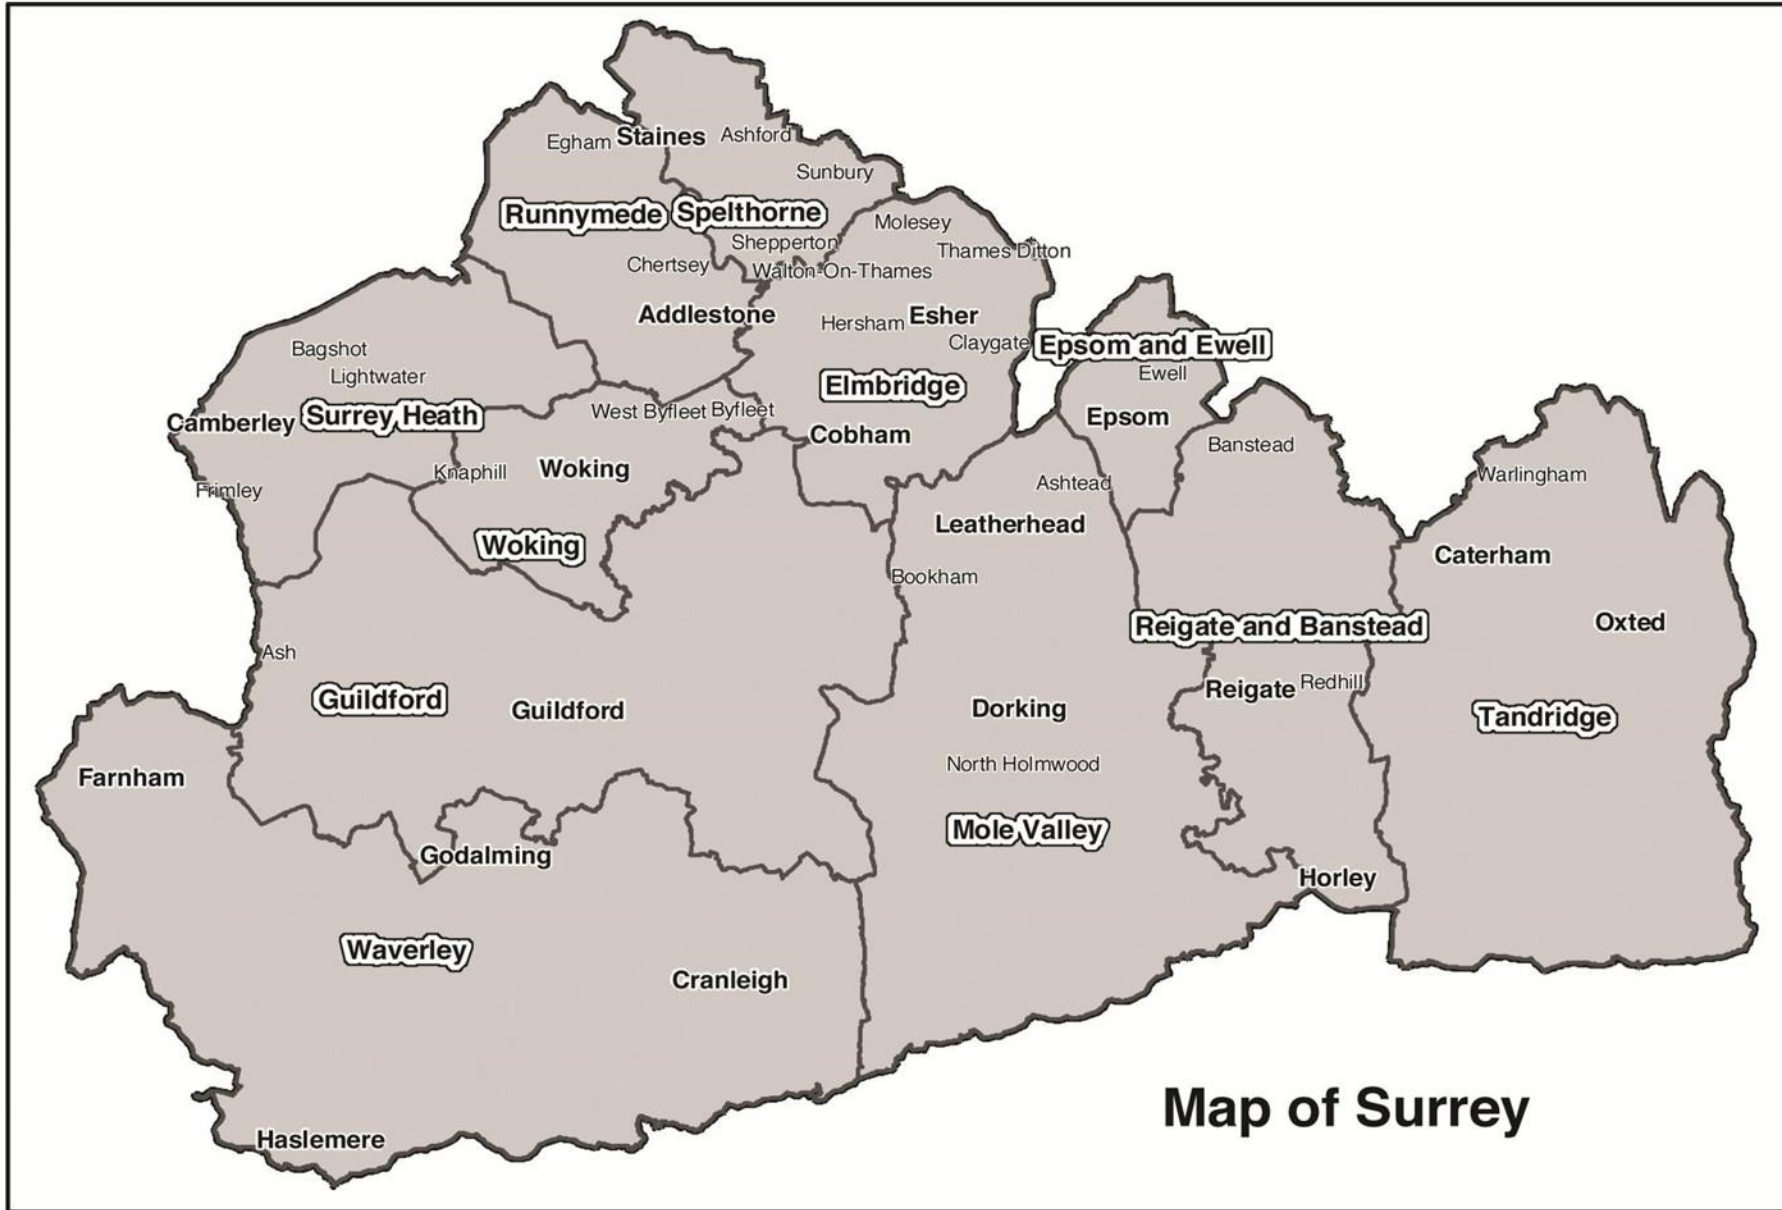 Egham
Staines
Ashford
Sunbury
Runnymede
Spelthorne
Molesey
Shepperton
Thames Ditton
Chertsey
Walton-On-Thames
Addlestone
Hersham
Esher
Claygate
Epsom and Ewell
Bagshot
Lightwater
Ewell
Elmbridge
Camberley
Surrey Heath
West Byfleet
Byfleet
Epsom
Cobham
Banstead
Knaphill
Woking
Warlingham
Frimley
Ashtead
Leatherhead
Woking
Caterham
Bookham
Oxted
Reigate and Banstead
Ash
Reigate
Redhill
Guildford
Guildford
Dorking
Tandridge
North Holmwood
Farnham
Mole Valley
Godalming
Horley
Waverley
Cranleigh
Map of Surrey
Haslemere